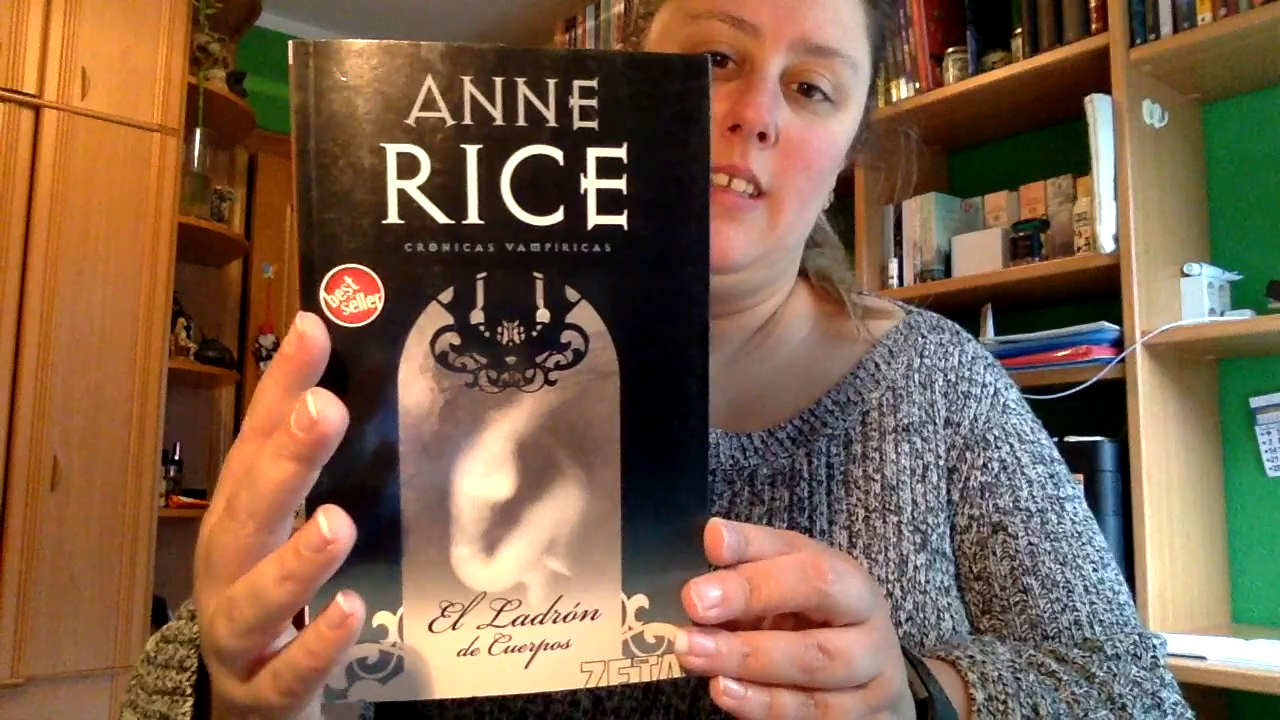 ANNE
RICE
CRÓNICAS VAMPÍRICAS
best
seller
El Ladrón
de Cuerpos
ZETA